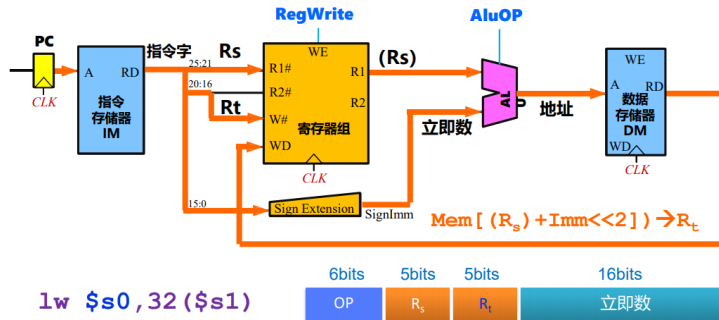 RegWrite
AluOP
PC
指令字
Rs
WE
(Rs)
WE
A
RD
25:21
R1#
R1
A
RD
CLK
指令
存储器
IM
20:16
R2#
R2
ALU
地址
数据
存储器
DM
Rt
W#
寄存器组
立即数
WD
WD
CLK
CLK
15:0
Sign Extension
SignImm
Mem[(Rs)+Imm<<2])→Rt
6bits
5bits
5bits
16bits
lw $s0,32($s1)
OP
Rs
Rt
立即数